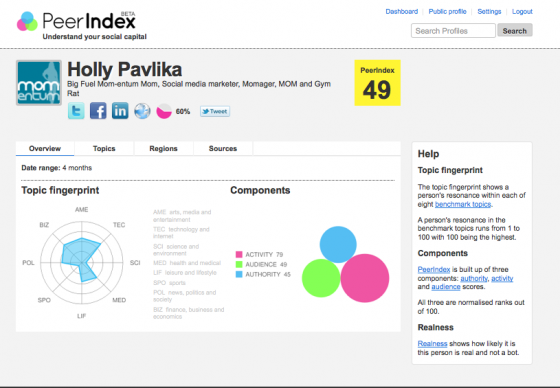 Dashboard | Public profile | Settings | Logout
PeerIndex BETA
Understand your social capital
Search Profiles Search
mom
entum
Holly Pavlika
Big Fuel Mom-entum Mom, Social media marketer, Momager, MOM and Gym
Rat
60% Tweet
PeerIndex
49
Overview Topics Regions Sources
Date range: 4 months
Topic fingerprint
AME
BIZ TEC
POL SCI
SPO MED
LIF
AME arts, media and
entertainment
TEC technology and
internet
SCI science and
environment
MED health and medical
LIF leisure and lifestyle
SPO sports
POL news, politics and
society
BIZ finance, business and
economics
Components
ACTIVITY 79
AUDIENCE 49
AUTHORITY 45
Help
Topic fingerprint
The topic fingerprint shows a
person's resonance within each of
eight benchmark topics.
A person's resonance in the
benchmark topics runs from 1 to
100 with 100 being the highest.
Components
PeerIndex is built up of three
components: authority, activity
and audience scores.
All three are normalised ranks out
of 100.
Realness
Realness shows how likely it is
this person is real and not a bot.